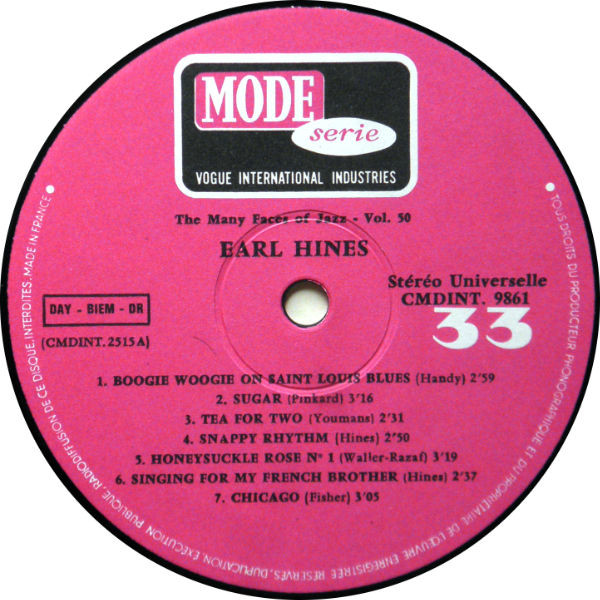 MODE
serie
VOGUE INTERNATIONAL INDUSTRIES
The Many Faces of Jazz - Vol. 50
EARL HINES
Stéréo Universelle
CMDINT. 9861
33
DAY - BIEM - DR
(CMDINT. 2515 A)
1. BOOGIE WOOGIE ON SAINT LOUIS BLUES (Handy) 2'59
2. SUGAR (Pinkard) 3'16
3. TEA FOR TWO (Youmans) 2'31
4. SNAPPY RHYTHM (Hines) 2'50
5. HONEYSUCKLE ROSE Nº 1 (Waller-Razaf) 3'19
6. SINGING FOR MY FRENCH BROTHER (Hines) 2'37
7. CHICAGO (Fisher) 3'05
• TOUS DROITS DU PRODUCTEUR PHONOGRAPHIQUE ET DU PROPRIETAIRE DE L'ŒUVRE ENREGISTREE RESERVES. DUPLICATION, EXECUTION PUBLIQUE, RADIODIFFUSION DE CE DISQUE, INTERDITES. MADE IN FRANCE •